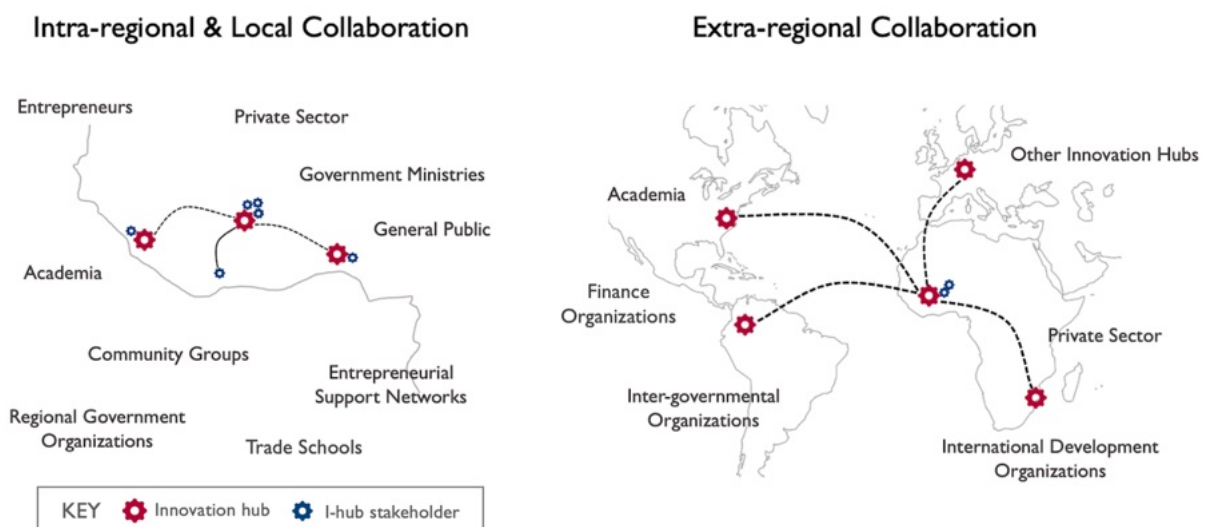 Intra-regional & Local Collaboration
Entrepreneurs
Private Sector
Government Ministries
General Public
Academia
Community Groups
Entrepreneurial
Support Networks
Regional Government
Organizations
Trade Schools
KEY
Innovation hub
I-hub stakeholder
Extra-regional Collaboration
Other Innovation Hubs
Academia
Finance
Organizations
Private Sector
Inter-governmental
Organizations
International Development
Organizations